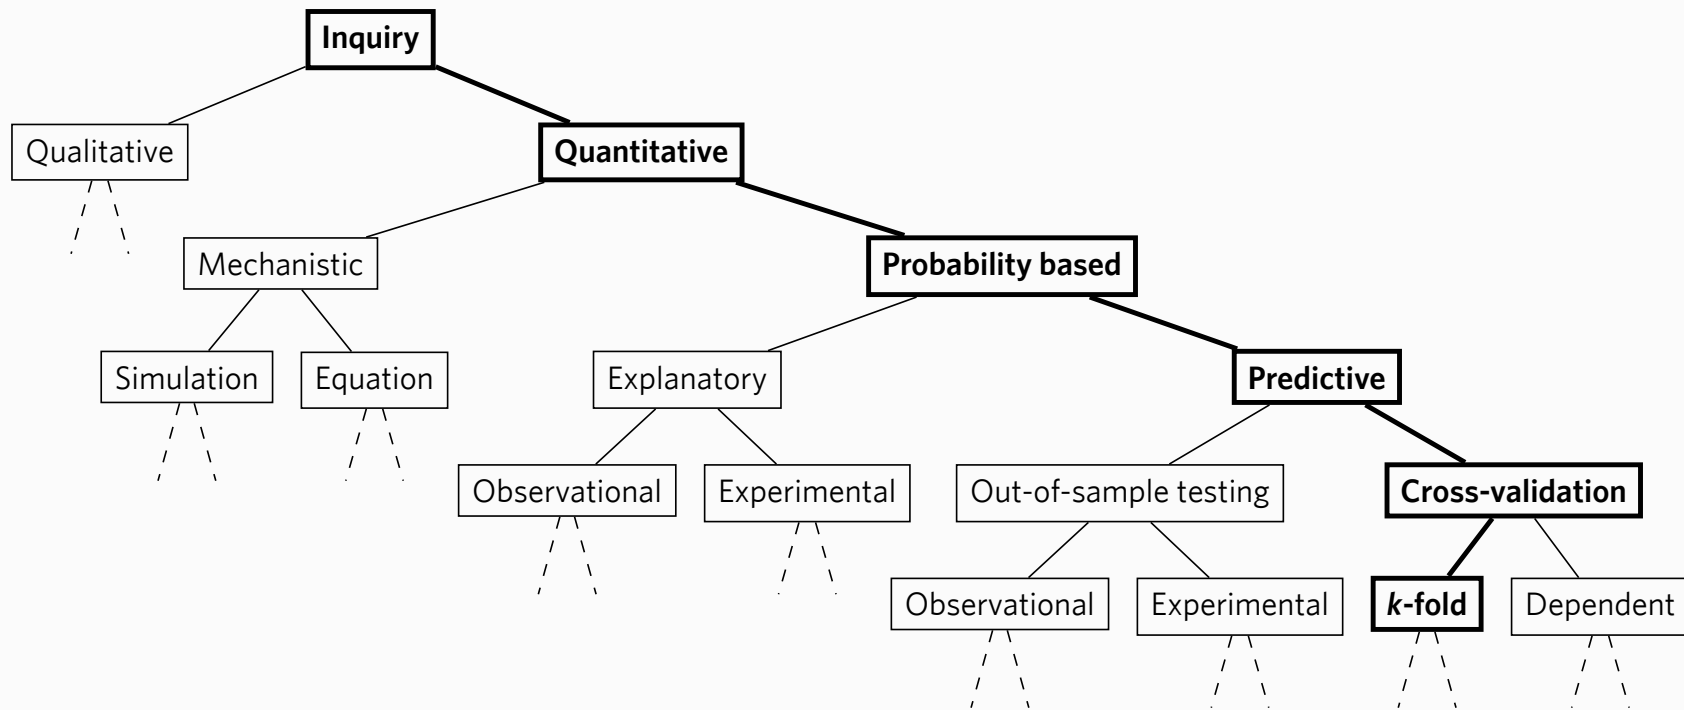 Inquiry
Qualitative
Quantitative
Mechanistic
Probability based
Simulation
Equation
Explanatory
Predictive
Observational
Experimental
Out-of-sample testing
Cross-validation
Observational
Experimental
k-fold
Dependent